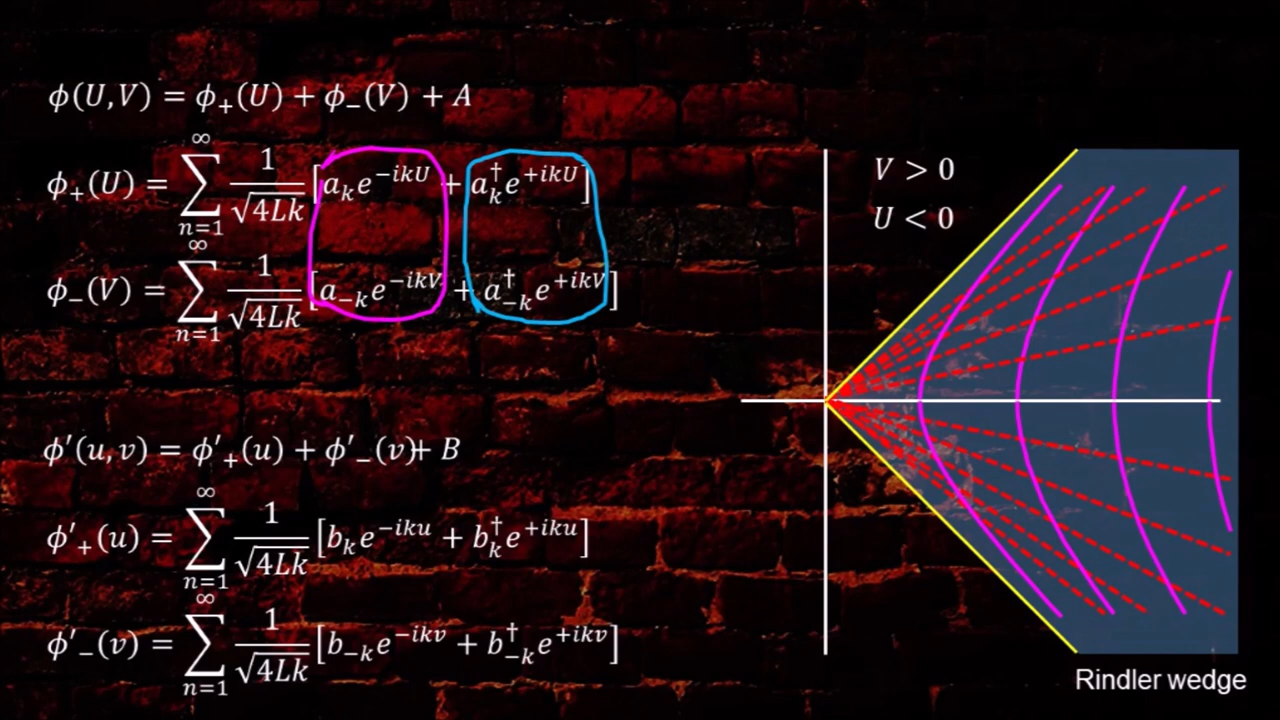 ϕ(U,V) = ϕ₊(U) + ϕ₋(V) + A
ϕ₊(U) = ∑_{n=1}^{∞} 1/√(4Lk) [a_k e^{-ikU} + a_k^† e^{+ikU}]
ϕ₋(V) = ∑_{n=1}^{∞} 1/√(4Lk) [a_{-k} e^{-ikV} + a_{-k}^† e^{+ikV}]
ϕ′(u,v) = ϕ′₊(u) + ϕ′₋(v) + B
ϕ′₊(u) = ∑_{n=1}^{∞} 1/√(4Lk) [b_k e^{-iku} + b_k^† e^{+iku}]
ϕ′₋(v) = ∑_{n=1}^{∞} 1/√(4Lk) [b_{-k} e^{-ikv} + b_{-k}^† e^{+ikv}]
V > 0
U < 0
Rindler wedge